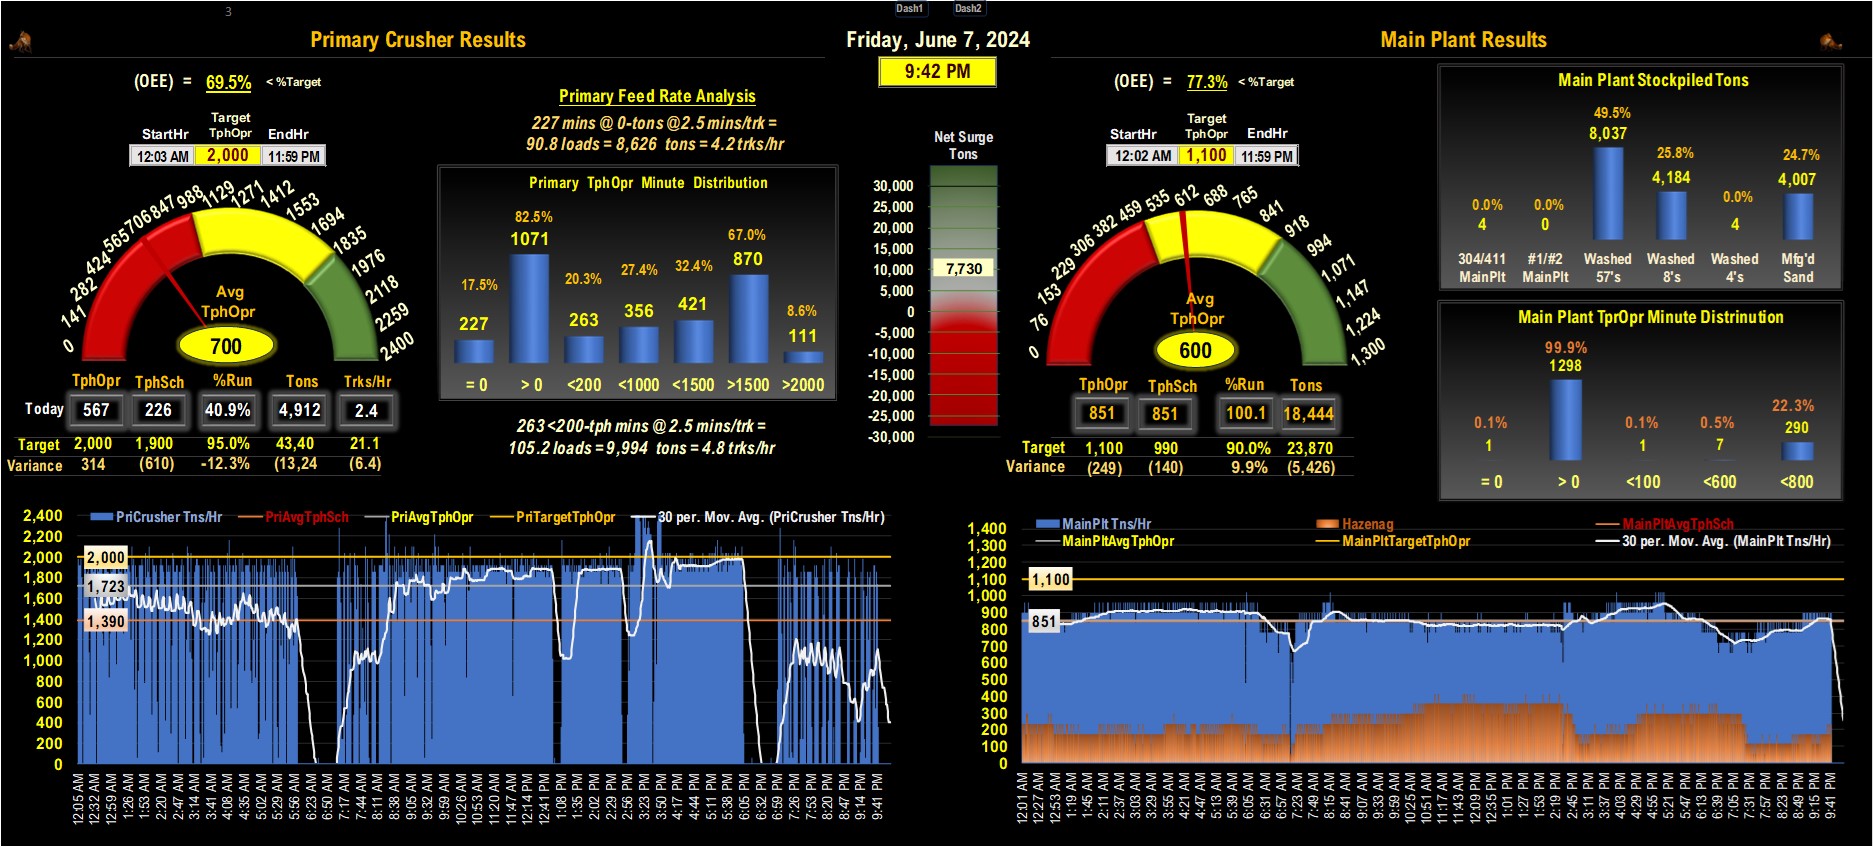 3
Dash1 Dash2
Primary Crusher Results
Friday, June 7, 2024
Main Plant Results
9:42 PM
(OEE) = 69.5% < %Target
StartHr Target TphOpr EndHr
12:03 AM 2,000 11:59 PM
0 141 282 424 565 706 847 988 1129 1271 1412 1553 1694 1835 1976 2118 2259 2400
Avg
TphOpr
700
TphOpr TphSch %Run Tons Trks/Hr
Today 567 226 40.9% 4,912 2.4
Target 2,000 1,900 95.0% 43,40 21.1
Variance 314 (610) -12.3% (13,24 (6.4)
Primary Feed Rate Analysis
227 mins @ 0-tons @2.5 mins/trk =
90.8 loads = 8,626 tons = 4.2 trks/hr
Primary TphOpr Minute Distribution
17.5% 82.5% 20.3% 27.4% 32.4% 67.0% 8.6%
227 1071 263 356 421 870 111
= 0 > 0 <200 <1000 <1500 >1500 >2000
263 <200-tph mins @ 2.5 mins/trk =
105.2 loads = 9,994 tons = 4.8 trks/hr
Net Surge
Tons
30,000
25,000
20,000
15,000
10,000
7,730
5,000
0
-5,000
-10,000
-15,000
-20,000
-25,000
-30,000
(OEE) = 77.3% < %Target
StartHr Target TphOpr EndHr
12:02 AM 1,100 11:59 PM
0 76 153 229 306 382 459 535 612 688 765 841 918 994 1,071 1,147 1,224 1,300
Avg
TphOpr
600
TphOpr TphSch %Run Tons
851 851 100.1 18,444
Target 1,100 990 90.0% 23,870
Variance (249) (140) 9.9% (5,426)
Main Plant Stockpiled Tons
0.0% 0.0% 49.5% 25.8% 0.0% 24.7%
4 0 8,037 4,184 4 4,007
304/411 #1/#2 Washed Washed Washed Mfg'd
MainPlt MainPlt 57's 8's 4's Sand
Main Plant TprOpr Minute Distrinution
0.1% 99.9% 0.1% 0.5% 22.3%
1 1298 1 7 290
= 0 > 0 <100 <600 <800
PriCrusher Tns/Hr PriAvgTphSch PriAvgTphOpr PriTargetTphOpr 30 per. Mov. Avg. (PriCrusher Tns/Hr)
2,400
2,200
2,000
1,800
1,600
1,400
1,200
1,000
800
600
400
200
0
2,000
1,723
1,390
12:05 AM 12:32 AM 12:59 AM 1:26 AM 1:53 AM 2:20 AM 2:47 AM 3:14 AM 3:41 AM 4:08 AM 4:35 AM 5:02 AM 5:29 AM 5:56 AM 6:23 AM 6:50 AM 7:17 AM 7:44 AM 8:11 AM 8:38 AM 9:05 AM 9:32 AM 9:59 AM 10:26 AM 10:53 AM 11:20 AM 11:47 AM 12:14 PM 12:41 PM 1:08 PM 1:35 PM 2:02 PM 2:29 PM 2:56 PM 3:23 PM 3:50 PM 4:17 PM 4:44 PM 5:11 PM 5:38 PM 6:05 PM 6:32 PM 6:59 PM 7:26 PM 7:53 PM 8:20 PM 8:47 PM 9:14 PM 9:41 PM
MainPlt Tns/Hr Hazenag MainPltAvgTphSch
MainPltAvgTphOpr MainPltTargetTphOpr 30 per. Mov. Avg. (MainPlt Tns/Hr)
1,400
1,300
1,200
1,100
1,000
900
800
700
600
500
400
300
200
100
0
1,100
851
12:01 AM 12:27 AM 12:53 AM 1:19 AM 1:45 AM 2:11 AM 2:37 AM 3:03 AM 3:29 AM 3:55 AM 4:21 AM 4:47 AM 5:13 AM 5:39 AM 6:05 AM 6:31 AM 6:57 AM 7:23 AM 7:49 AM 8:15 AM 8:41 AM 9:07 AM 9:33 AM 9:59 AM 10:25 AM 10:51 AM 11:17 AM 11:43 AM 12:09 PM 12:35 PM 1:01 PM 1:27 PM 1:53 PM 2:19 PM 2:45 PM 3:11 PM 3:37 PM 4:03 PM 4:29 PM 4:55 PM 5:21 PM 5:47 PM 6:13 PM 6:39 PM 7:05 PM 7:31 PM 7:57 PM 8:23 PM 8:49 PM 9:15 PM 9:41 PM